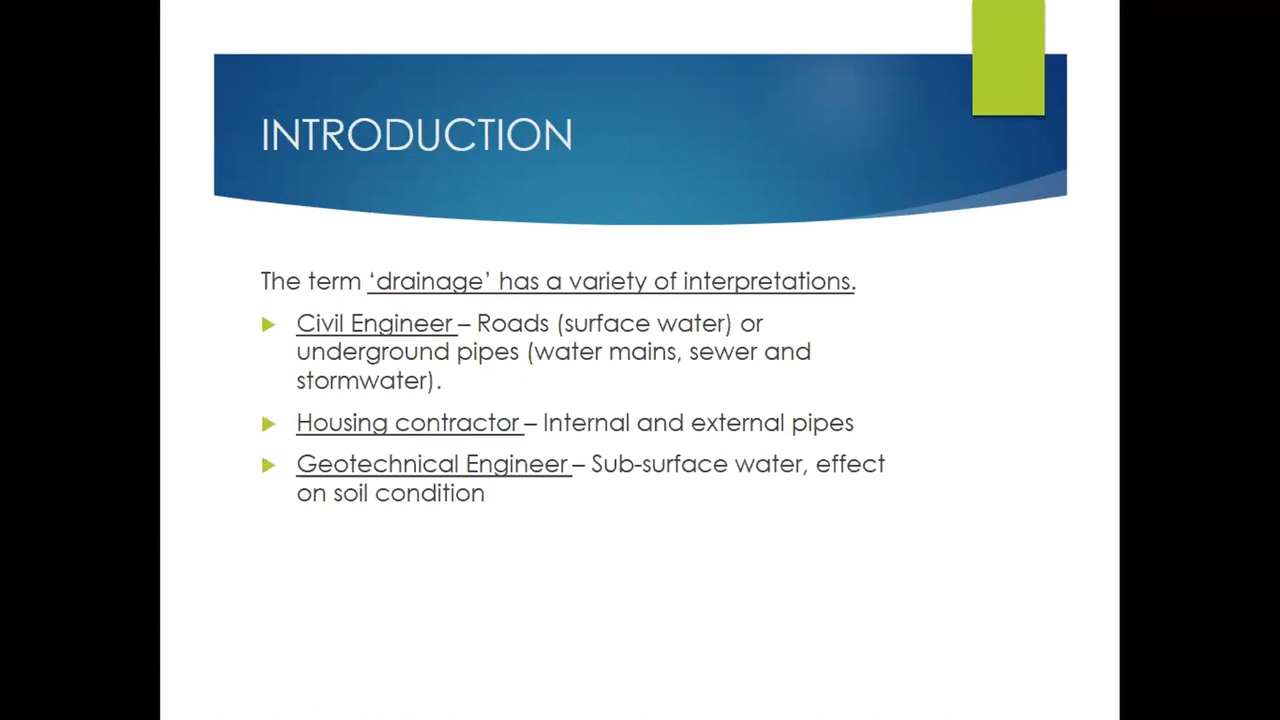 INTRODUCTION
The term ‘drainage’ has a variety of interpretations.
Civil Engineer – Roads (surface water) or
underground pipes (water mains, sewer and
stormwater).
Housing contractor – Internal and external pipes
Geotechnical Engineer – Sub-surface water, effect
on soil condition